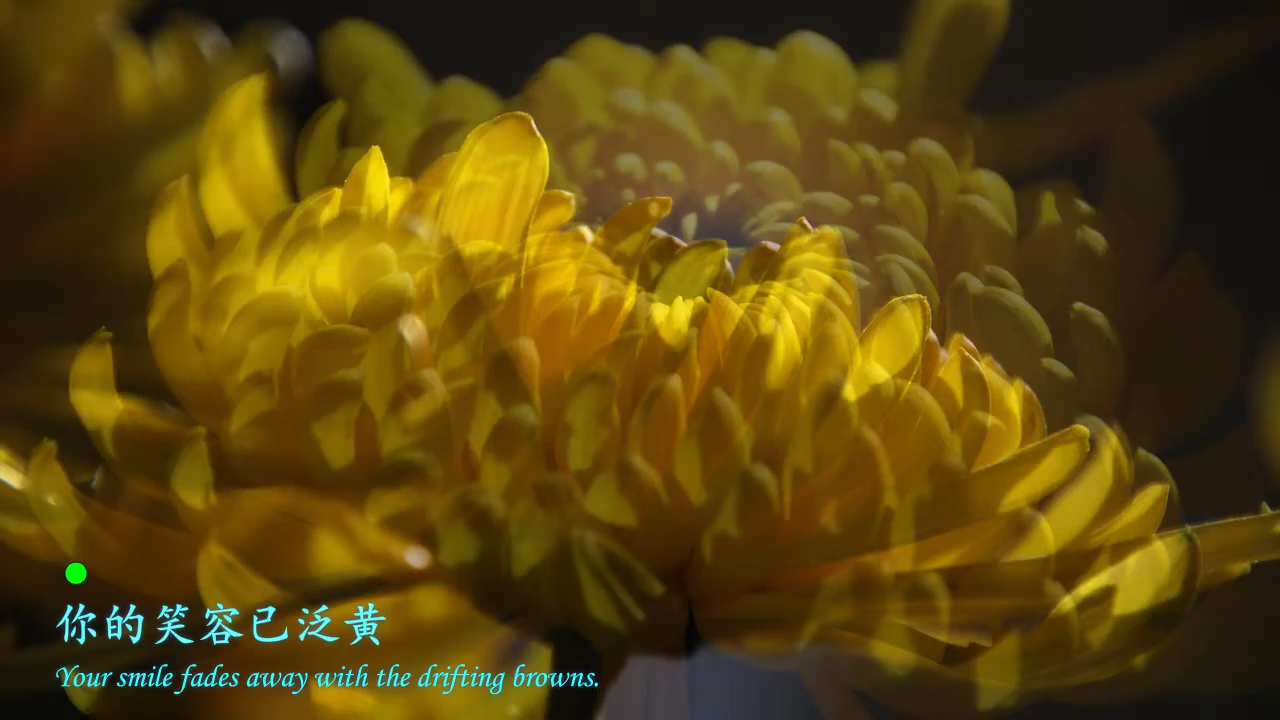 你的笑容已泛黄
Your smile fades away with the drifting browns.